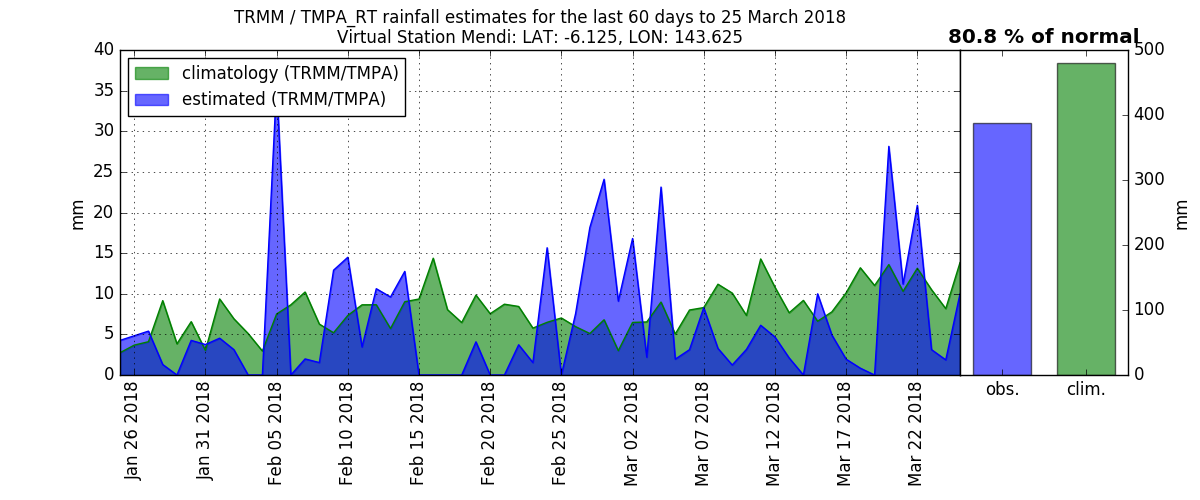 TRMM / TMPA_RT rainfall estimates for the last 60 days to 25 March 2018
Virtual Station Mendi: LAT: -6.125, LON: 143.625
80.8 % of normal
climatology (TRMM/TMPA)
estimated (TRMM/TMPA)
40
35
30
25
20
15
10
5
0
mm
Jan 26 2018
Jan 31 2018
Feb 05 2018
Feb 10 2018
Feb 15 2018
Feb 20 2018
Feb 25 2018
Mar 02 2018
Mar 07 2018
Mar 12 2018
Mar 17 2018
Mar 22 2018
obs.
clim.
500
400
300
200
100
0
mm